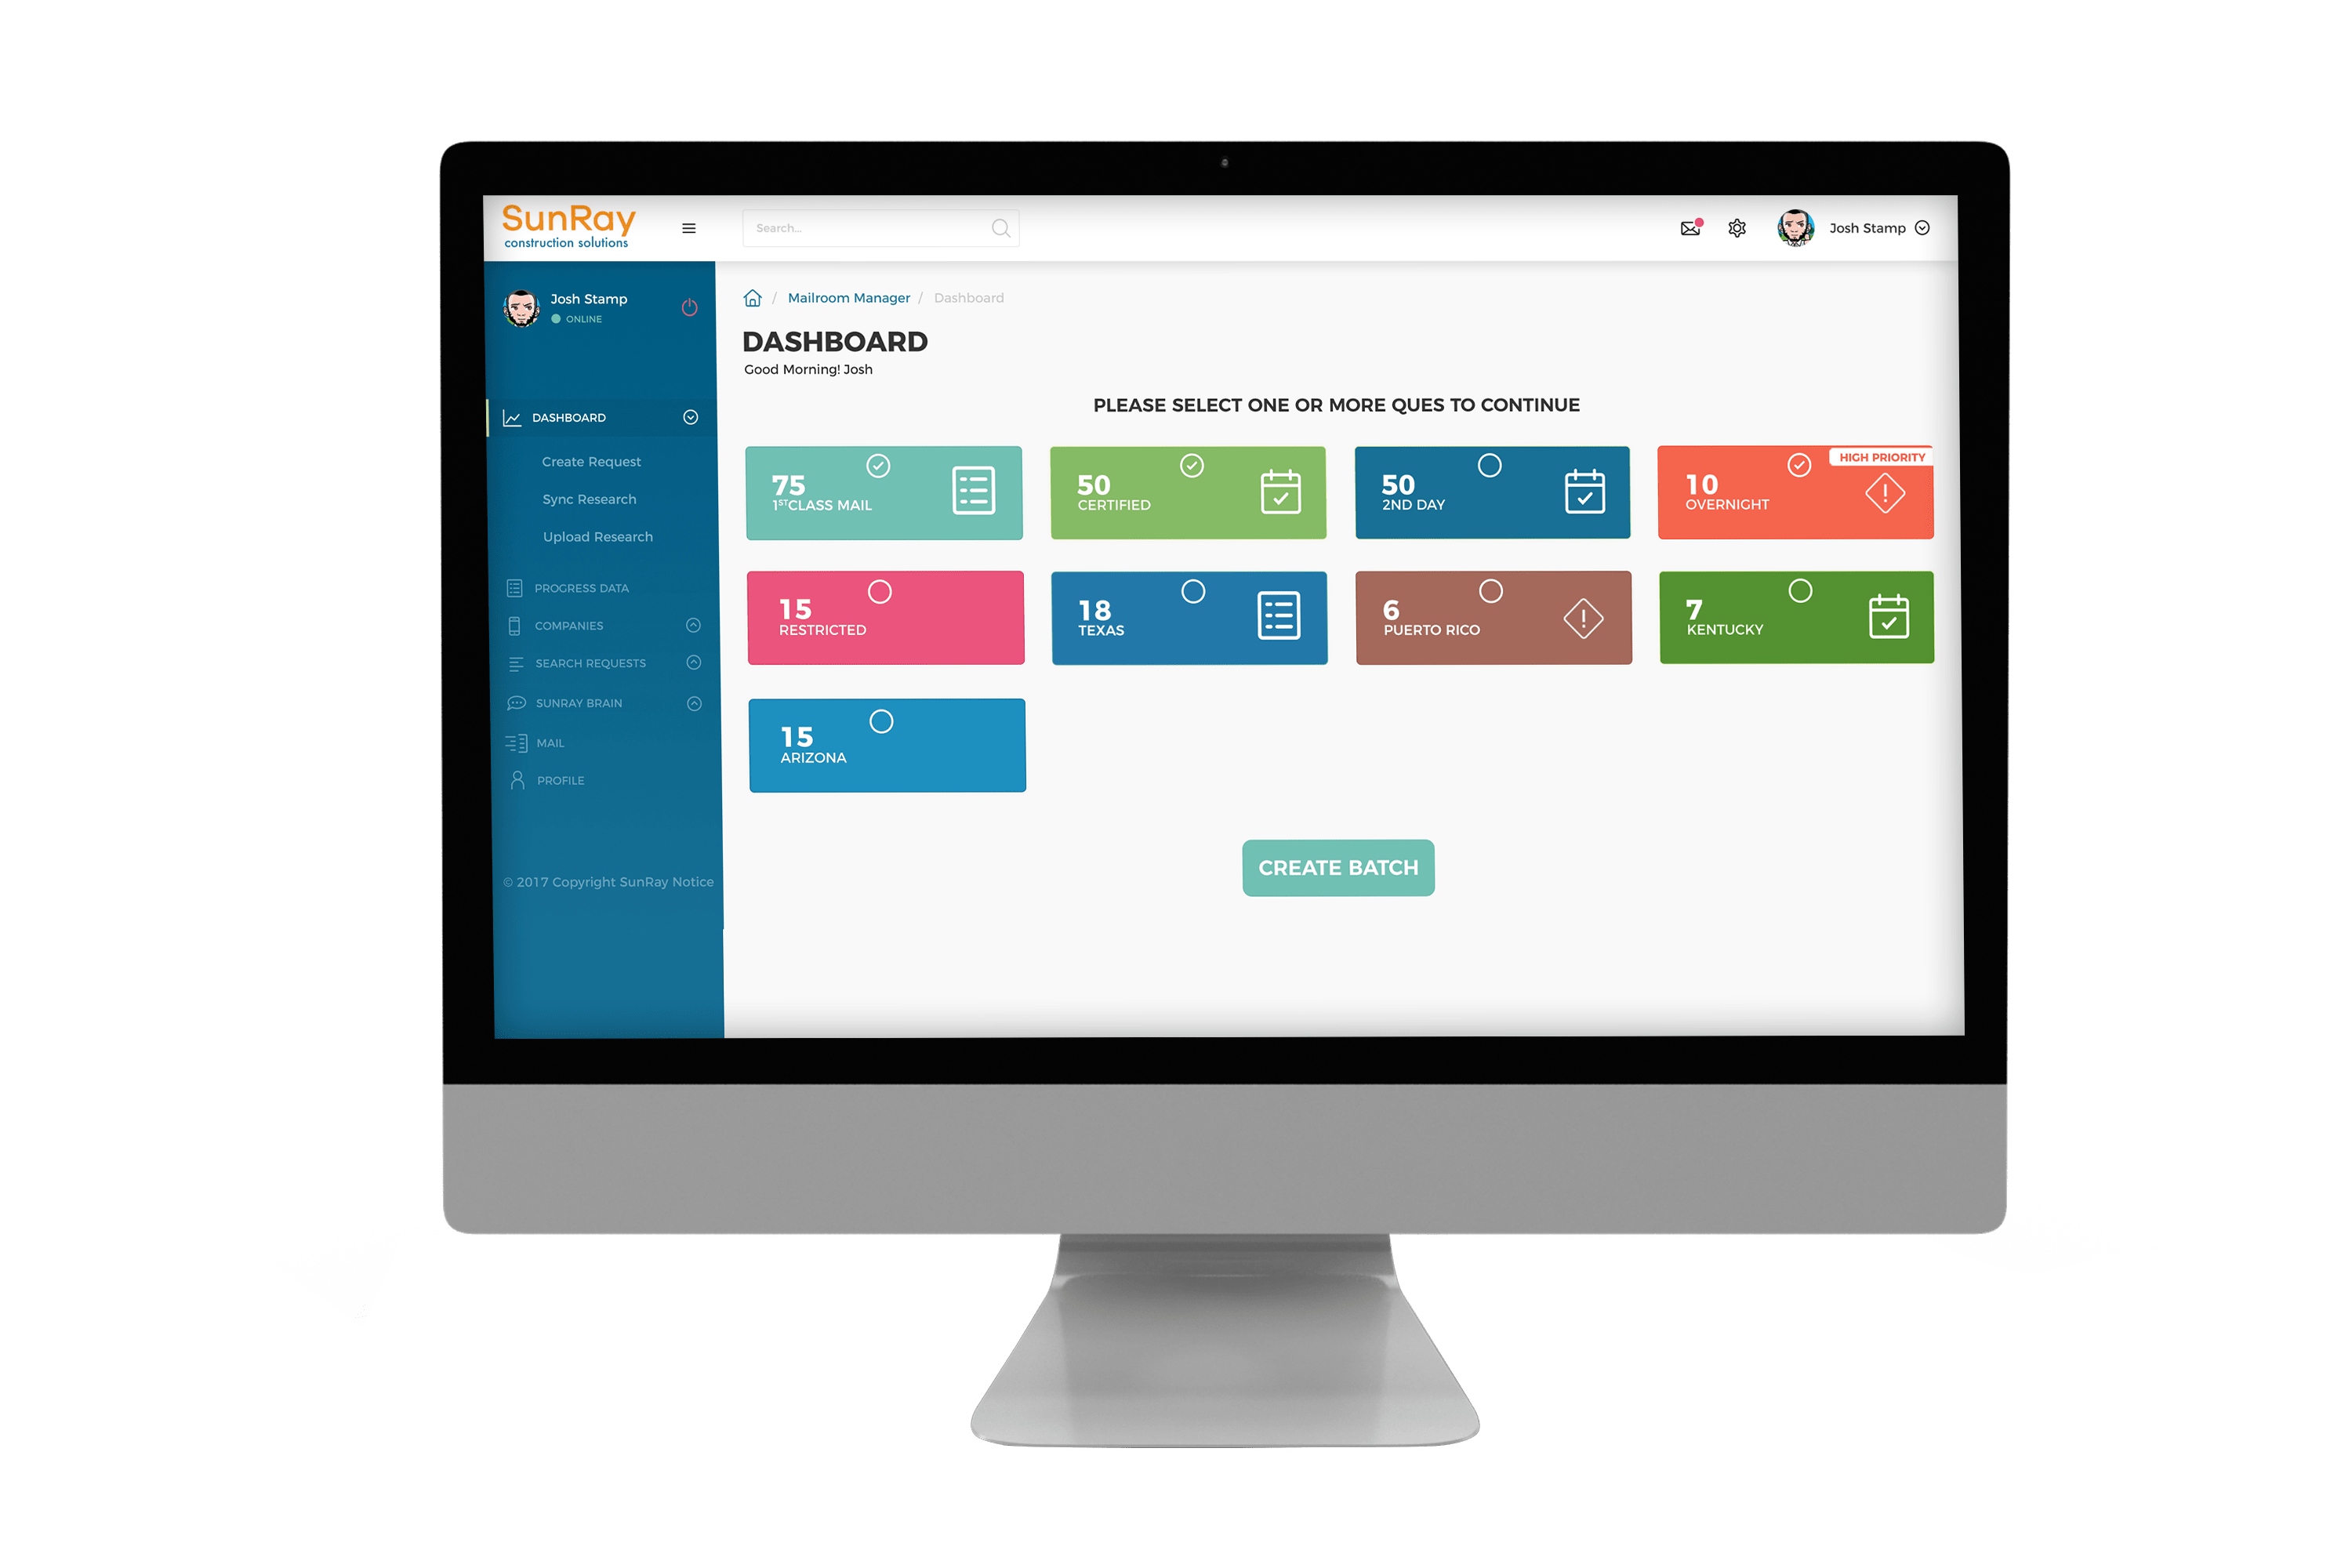 SunRay
construction solutions
Search...
Josh Stamp
Josh Stamp
ONLINE
DASHBOARD
Create Request
Sync Research
Upload Research
PROGRESS DATA
COMPANIES
SEARCH REQUESTS
SUNRAY BRAIN
MAIL
PROFILE
© 2017 Copyright SunRay Notice
/ Mailroom Manager / Dashboard
DASHBOARD
Good Morning! Josh
PLEASE SELECT ONE OR MORE QUES TO CONTINUE
75
1STCLASS MAIL
50
CERTIFIED
50
2ND DAY
HIGH PRIORITY
10
OVERNIGHT
15
RESTRICTED
18
TEXAS
6
PUERTO RICO
7
KENTUCKY
15
ARIZONA
CREATE BATCH